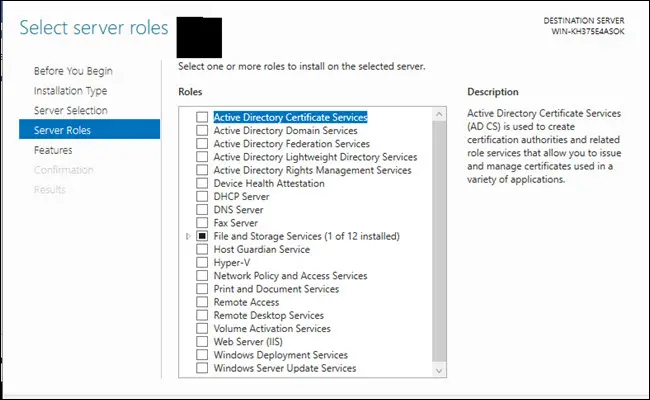 Select server roles
DESTINATION SERVER
WIN-KH375E4ASOK
Before You Begin
Installation Type
Server Selection
Server Roles
Features
Confirmation
Results
Select one or more roles to install on the selected server.
Roles
Active Directory Certificate Services
Active Directory Domain Services
Active Directory Federation Services
Active Directory Lightweight Directory Services
Active Directory Rights Management Services
Device Health Attestation
DHCP Server
DNS Server
Fax Server
File and Storage Services (1 of 12 installed)
Host Guardian Service
Hyper-V
Network Policy and Access Services
Print and Document Services
Remote Access
Remote Desktop Services
Volume Activation Services
Web Server (IIS)
Windows Deployment Services
Windows Server Update Services
Description
Active Directory Certificate Services
(AD CS) is used to create
certification authorities and related
role services that allow you to issue
and manage certificates used in a
variety of applications.